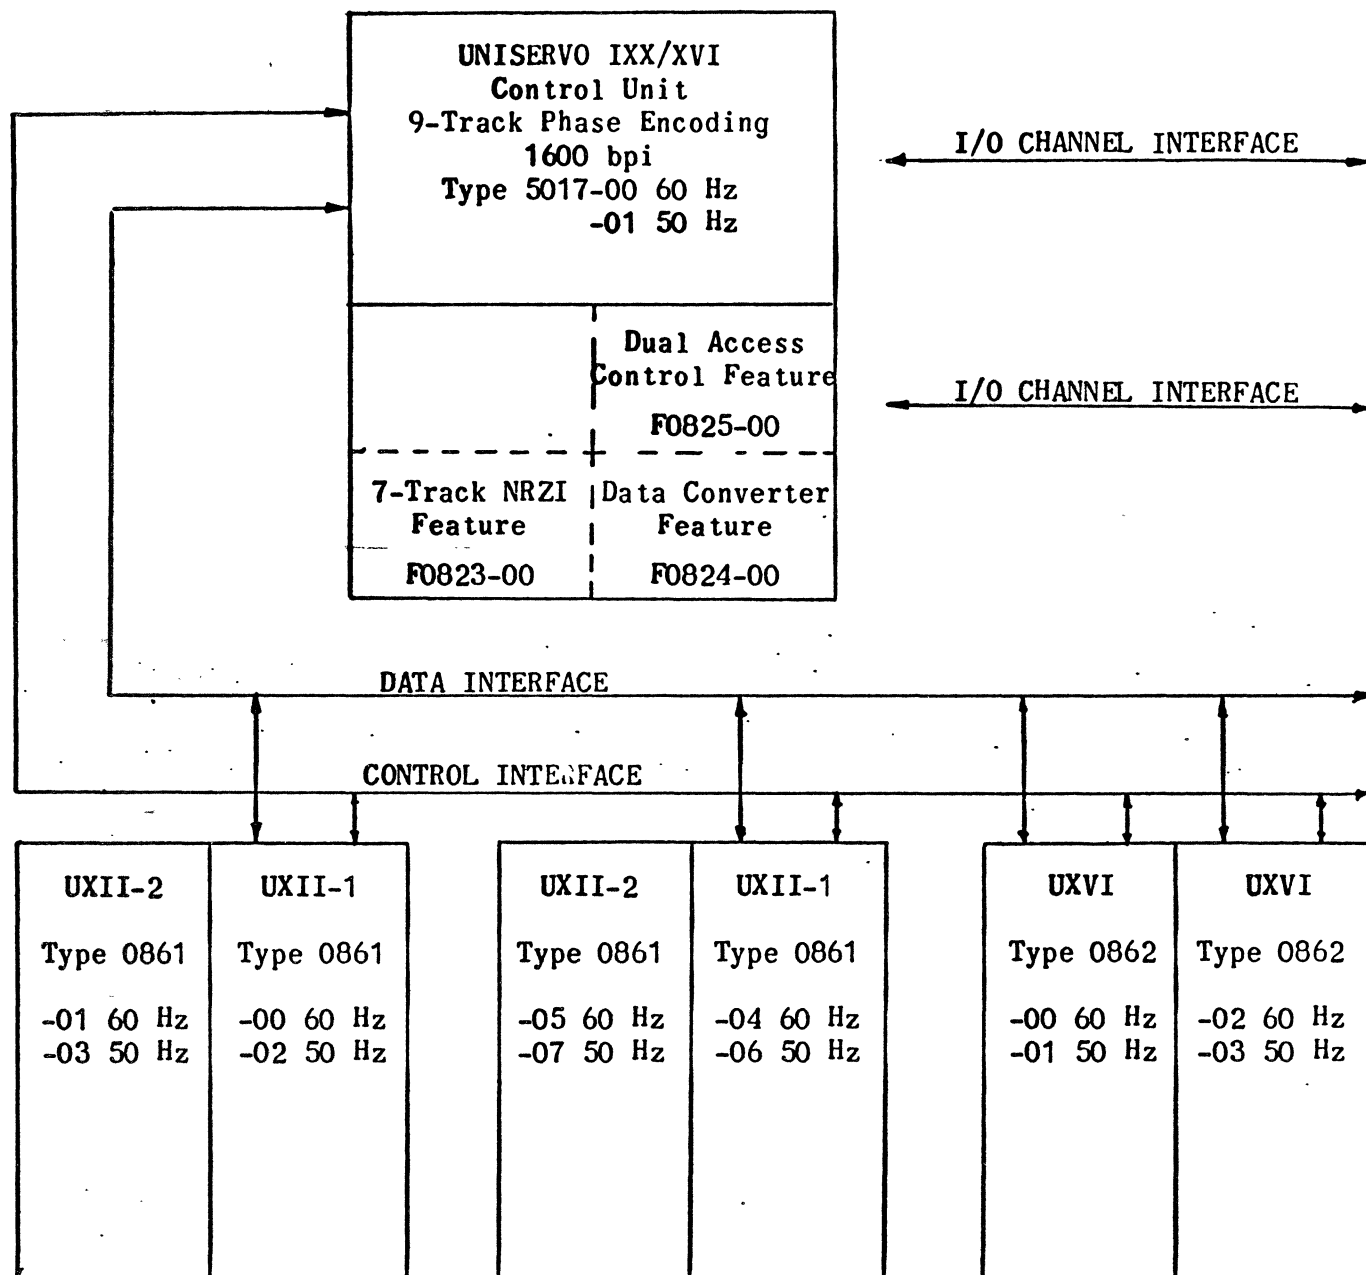 UNISERVO IXX/XVI
Control Unit
9-Track Phase Encoding
1600 bpi
Type 5017-00 60 Hz
-01 50 Hz
I/O CHANNEL INTERFACE
Dual Access
Control Feature
F0825-00
I/O CHANNEL INTERFACE
7-Track NRZI
Feature
F0823-00
Data Converter
Feature
F0824-00
DATA INTERFACE
CONTROL INTERFACE
UXII-2
Type 0861
-01 60 Hz
-03 50 Hz
UXII-1
Type 0861
-00 60 Hz
-02 50 Hz
UXII-2
Type 0861
-05 60 Hz
-07 50 Hz
UXII-1
Type 0861
-04 60 Hz
-06 50 Hz
UXVI
Type 0862
-00 60 Hz
-01 50 Hz
UXVI
Type 0862
-02 60 Hz
-03 50 Hz